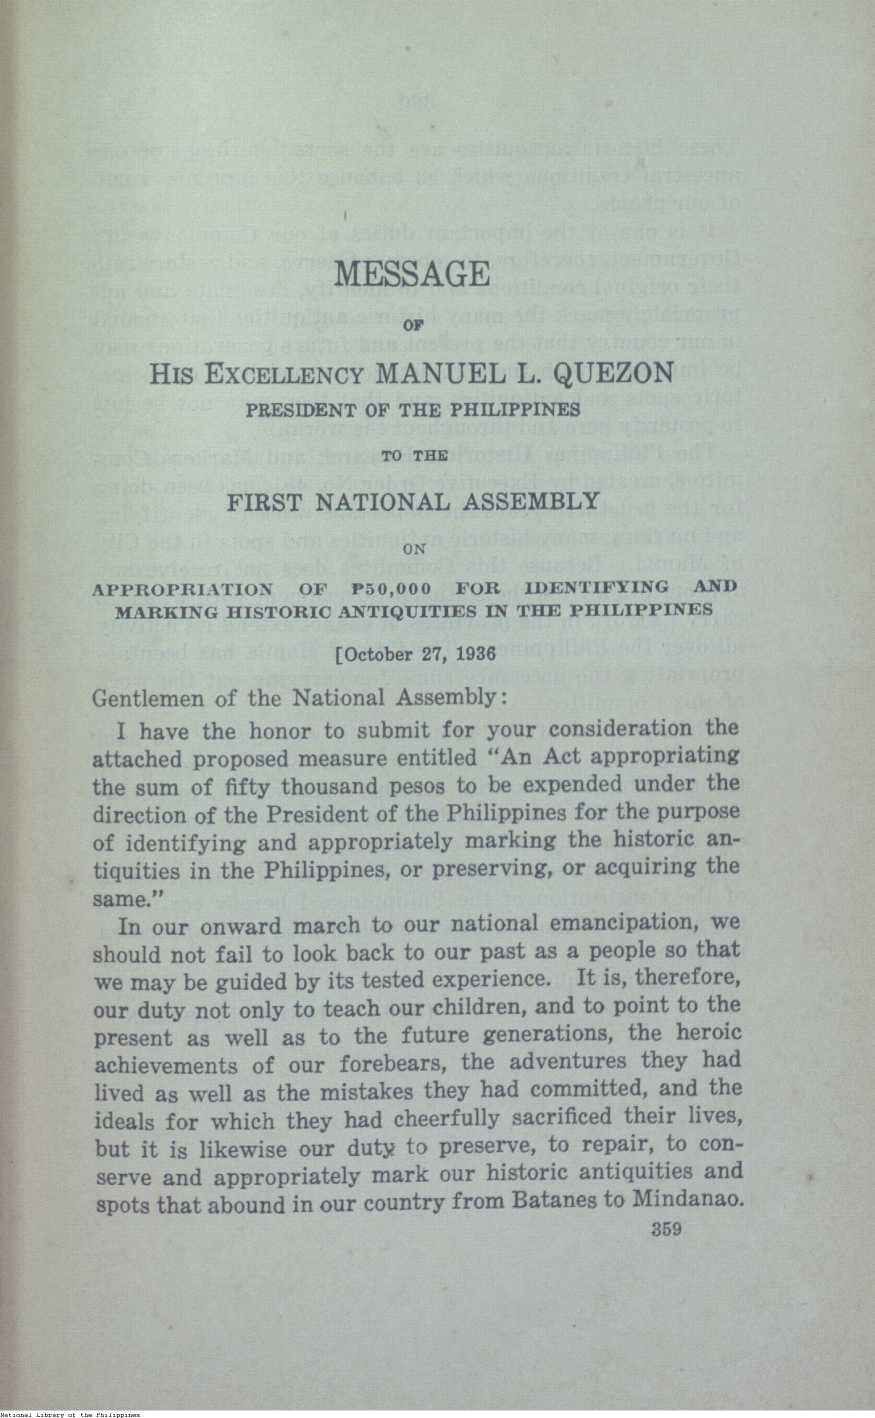 MESSAGE
OF
HIS EXCELLENCY MANUEL L. QUEZON
PRESIDENT OF THE PHILIPPINES
TO THE
FIRST NATIONAL ASSEMBLY
ON
APPROPRIATION OF ₱50,000 FOR IDENTIFYING AND
MARKING HISTORIC ANTIQUITIES IN THE PHILIPPINES
[October 27, 1936
Gentlemen of the National Assembly:
I have the honor to submit for your consideration the
attached proposed measure entitled “An Act appropriating
the sum of fifty thousand pesos to be expended under the
direction of the President of the Philippines for the purpose
of identifying and appropriately marking the historic an-
tiquities in the Philippines, or preserving, or acquiring the
same.”
In our onward march to our national emancipation, we
should not fail to look back to our past as a people so that
we may be guided by its tested experience. It is, therefore,
our duty not only to teach our children, and to point to the
present as well as to the future generations, the heroic
achievements of our forebears, the adventures they had
lived as well as the mistakes they had committed, and the
ideals for which they had cheerfully sacrificed their lives,
but it is likewise our duty to preserve, to repair, to con-
serve and appropriately mark our historic antiquities and
spots that abound in our country from Batanes to Mindanao.
359
National Library of the Philippines